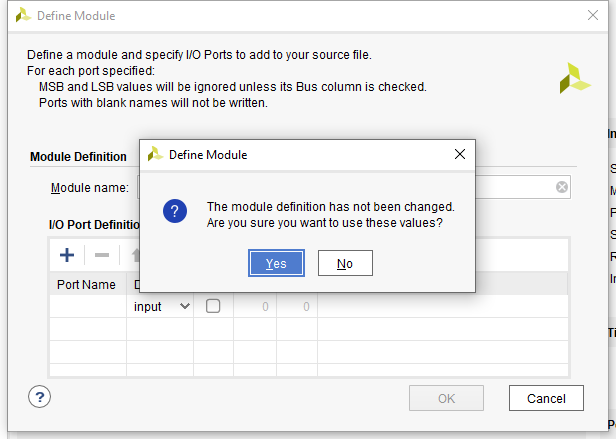 Define Module
Define a module and specify I/O Ports to add to your source file.
For each port specified:
MSB and LSB values will be ignored unless its Bus column is checked.
Ports with blank names will not be written.
Module Definition
Module name:
I/O Port Definitio
Port Name
input
0 0
Define Module
The module definition has not been changed.
Are you sure you want to use these values?
Yes No
? OK Cancel